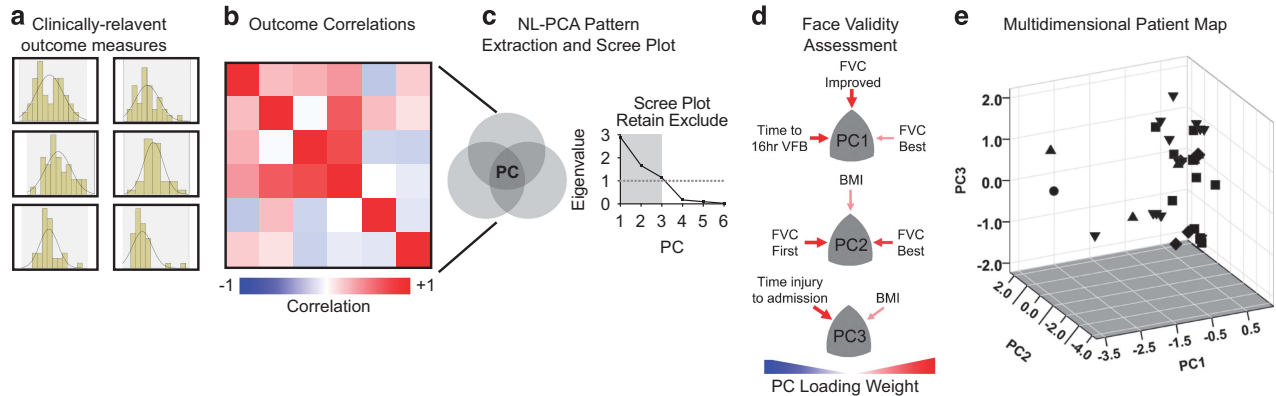 a
Clinically-relavent
outcome measures
b
Outcome Correlations
-1
+1
Correlation
c
NL-PCA Pattern
Extraction and Scree Plot
PC
Scree Plot
Retain Exclude
Eigenvalue
3
2
1
0
1 2 3 4 5 6
PC
d
Face Validity
Assessment
FVC
Improved
Time to
16hr VFB
PC1
FVC
Best
BMI
FVC
First
PC2
FVC
Best
Time injury
to admission
BMI
PC3
PC Loading Weight
e
Multidimensional Patient Map
PC3
2.0
1.0
0.0
-1.0
-2.0
2.0
0.0
-2.0
-4.0
PC2
-3.5
-2.5
-1.5
-0.5
0.5
PC1